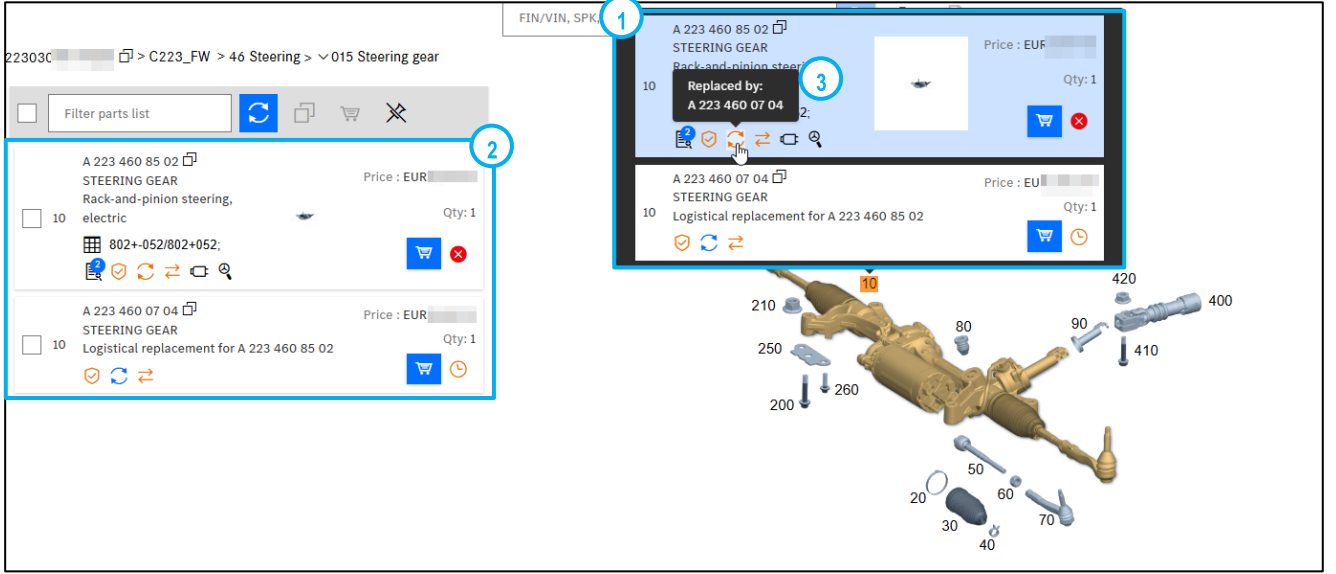 FIN/VIN, SPK,
1
223030
> C223_FW > 46 Steering > 015 Steering gear
Filter parts list
2
A 223 460 85 02
STEERING GEAR
Rack-and-pinion steering,
electric
10
Price : EUR
Qty: 1
802+-052/802+052;
2
A 223 460 07 04
STEERING GEAR
10
Logistical replacement for A 223 460 85 02
Price : EUR
Qty: 1
A 223 460 85 02
STEERING GEAR
Rack-and-pinion steeri
10
Price : EUR
Qty: 1
3
Replaced by:
A 223 460 07 04
2;
2
A 223 460 07 04
STEERING GEAR
10
Logistical replacement for A 223 460 85 02
Price : EU
Qty: 1
10
420
210
400
80
90
250
410
260
200
50
20
60
30
70
40